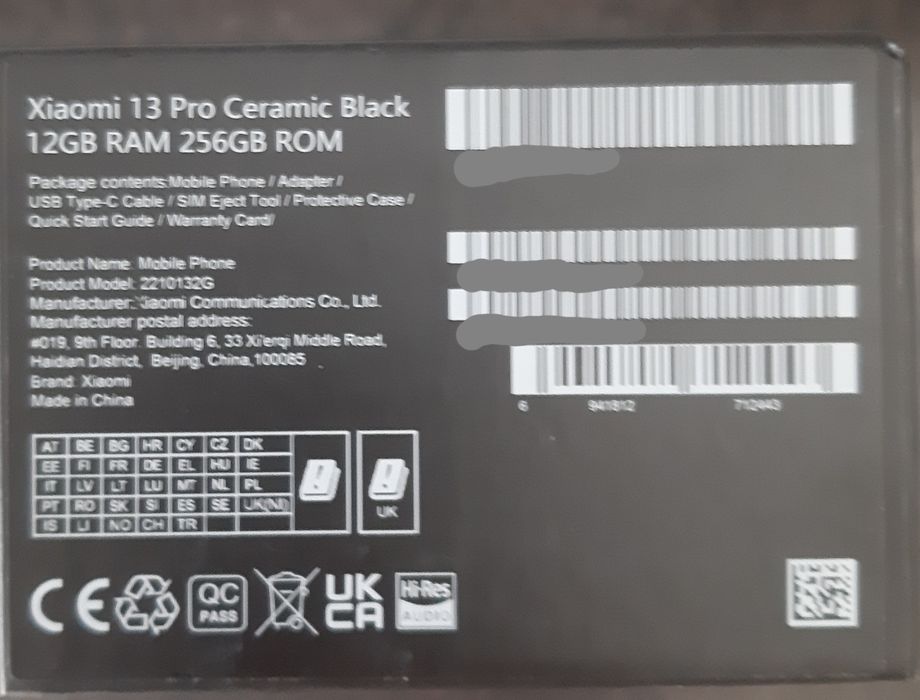 Xiaomi 13 Pro Ceramic Black
12GB RAM 256GB ROM
Package contents:Mobile Phone / Adapter /
USB Type-C Cable / SIM Eject Tool / Protective Case /
Quick Start Guide / Warranty Card/
Product Name: Mobile Phone
Product Model: 2210132G
Manufacturer: Xiaomi Communications Co., Ltd.
Manufacturer postal address:
#019, 9th Floor, Building 6, 33 Xi'erqi Middle Road,
Haidian District, Beijing, China,100085
Brand: Xiaomi
Made in China
6 941812 712443
AT BE BG HR CY CZ DK
EE FI FR DE EL HU IE
IT LV LT LU MT NL PL
PT RO SK SI ES SE UK(NI)
IS LI NO CH TR
UK
CE
QC
PASS
UK
CA
Hi-Res
AUDIO